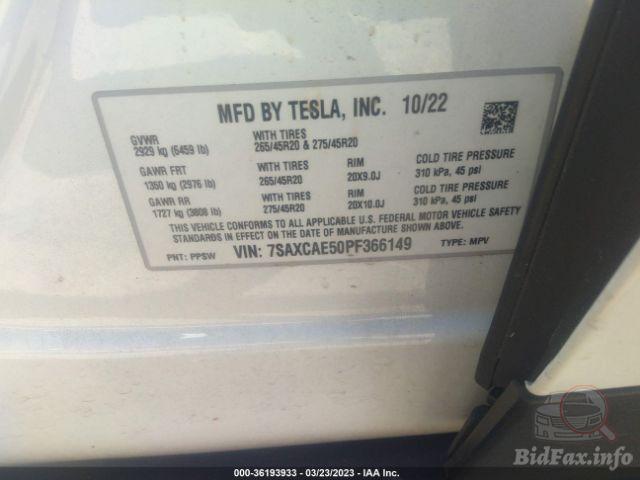 MFD BY TESLA, INC. 10/22
GVWR
2929 kg (6459 lb)
WITH TIRES
265/45R20 & 275/45R20
GAWR FRT
1350 kg (2976 lb)
WITH TIRES
265/45R20
RIM
20X9.0J
COLD TIRE PRESSURE
310 kPa, 45 psi
GAWR RR
1727 kg (3808 lb)
WITH TIRES
275/45R20
RIM
20X10.0J
COLD TIRE PRESSURE
310 kPa, 45 psi
THIS VEHICLE CONFORMS TO ALL APPLICABLE U.S. FEDERAL MOTOR VEHICLE SAFETY
STANDARDS IN EFFECT ON THE DATE OF MANUFACTURE SHOWN ABOVE.
PNT: PPSW VIN: 7SAXCAE50PF366149 TYPE: MPV
BidFax.info
000-36193933 - 03/23/2023 - IAA Inc.